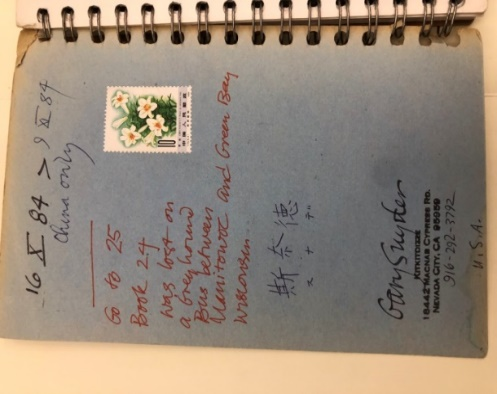 16 X 84 > 9 XI 84
China only
Go to 25
Book 24
was lost on
a Greyhound
Bus between
Manitowoc and Green Bay
Wisconsin...
斯奈德
Gary Snyder
KITKITDIZZE
18442 MACNAB CYPRESS RD.
NEVADA CITY, CA 95959
916-292-3792
U.S.A.
10